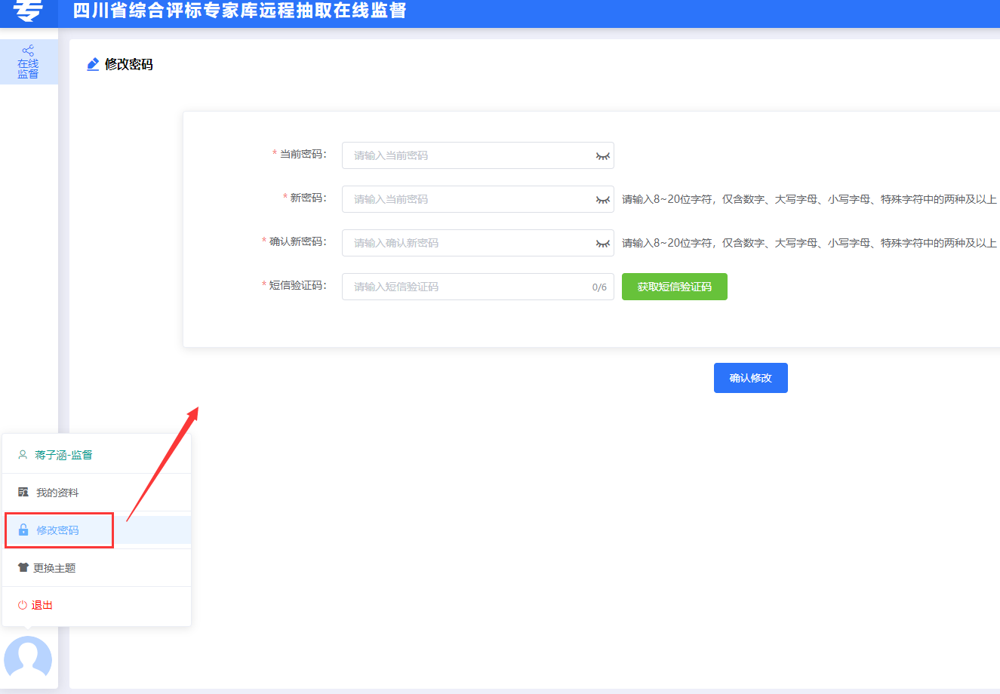 四川省综合评标专家库远程抽取在线监督
在线
监督
修改密码
* 当前密码： 请输入当前密码
* 新密码： 请输入当前密码 请输入8~20位字符，仅含数字、大写字母、小写字母、特殊字符中的两种及以上
* 确认新密码： 请输入确认新密码 请输入8~20位字符，仅含数字、大写字母、小写字母、特殊字符中的两种及以上
* 短信验证码： 请输入短信验证码 0/6 获取短信验证码
确认修改
蒋子涵-监督
我的资料
修改密码
更换主题
退出